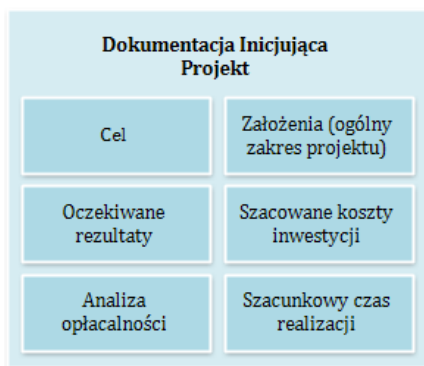 Dokumentacja Inicjująca
Projekt
Cel
Założenia (ogólny
zakres projektu)
Oczekiwane
rezultaty
Szacowane koszty
inwestycji
Analiza
opłacalności
Szacunkowy czas
realizacji